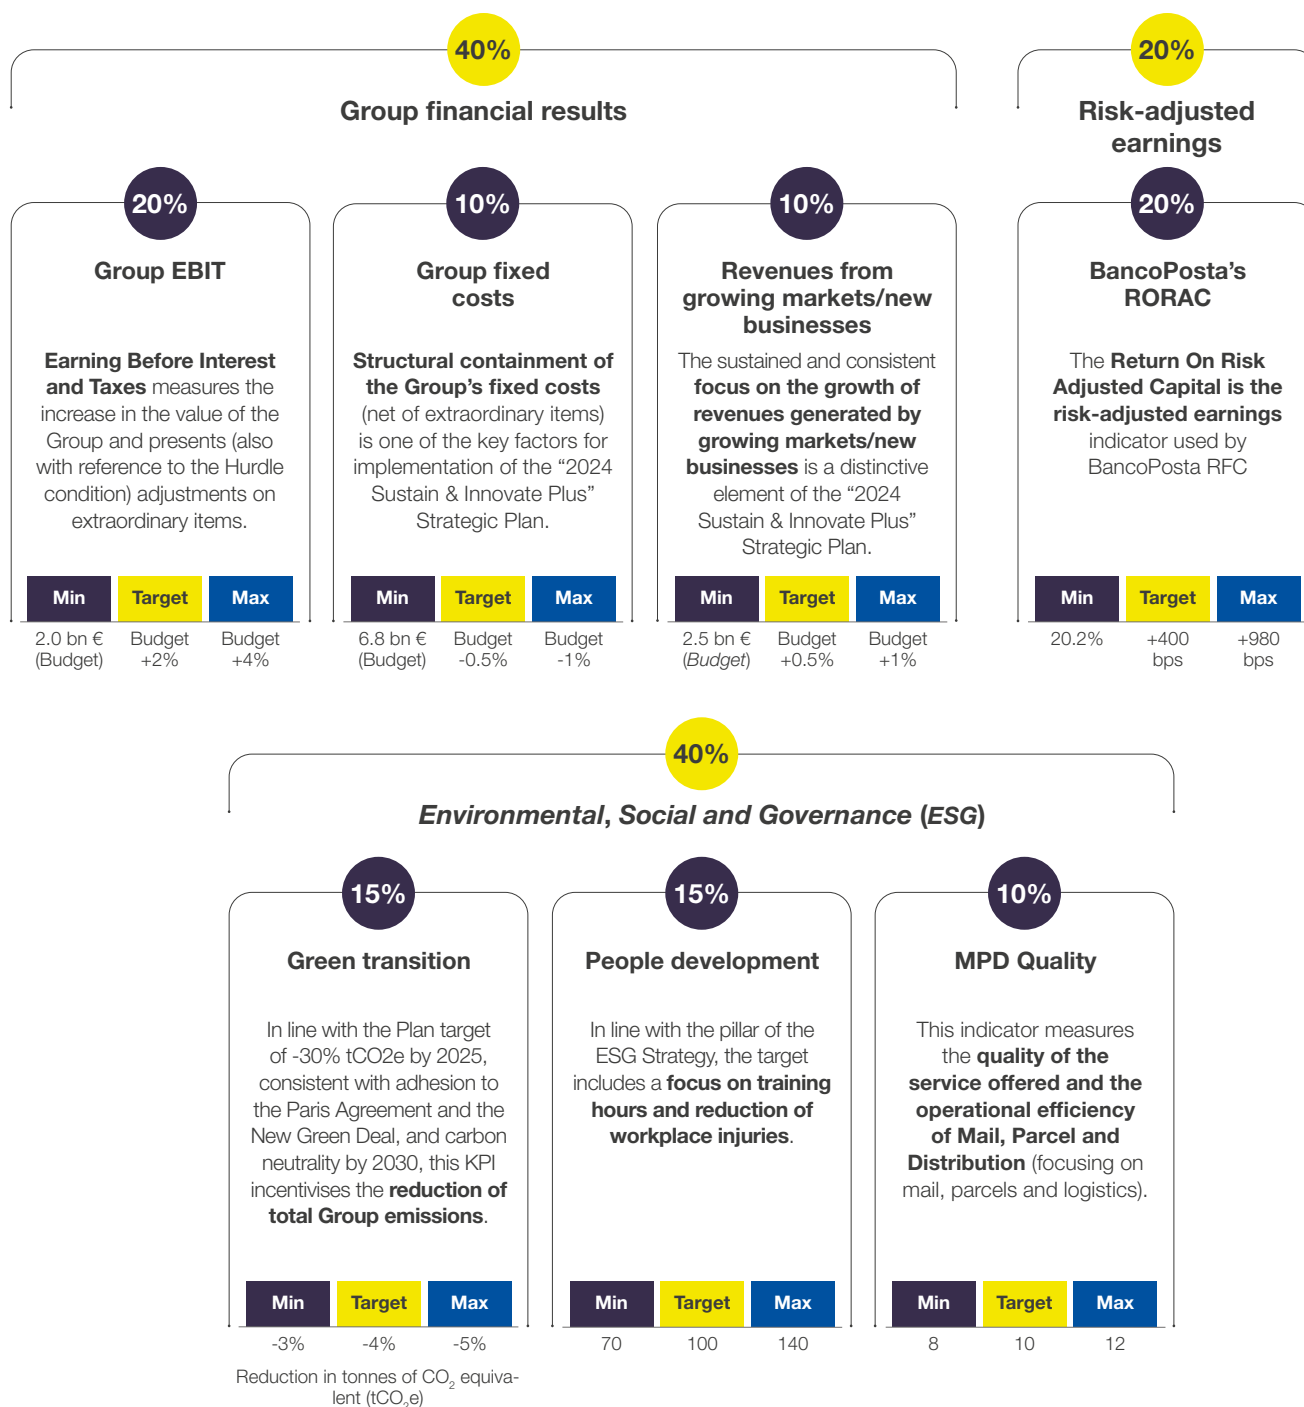 40%
Group financial results
20%
Group EBIT
Earning Before Interest
and Taxes measures the
increase in the value of the
Group and presents (also
with reference to the Hurdle
condition) adjustments on
extraordinary items.
Min Target Max
2.0 bn € Budget Budget
(Budget) +2% +4%
10%
Group fixed
costs
Structural containment of
the Group's fixed costs
(net of extraordinary items)
is one of the key factors for
implementation of the “2024
Sustain & Innovate Plus”
Strategic Plan.
Min Target Max
6.8 bn € Budget Budget
(Budget) -0.5% -1%
10%
Revenues from
growing markets/new
businesses
The sustained and consistent
focus on the growth of
revenues generated by
growing markets/new
businesses is a distinctive
element of the “2024
Sustain & Innovate Plus”
Strategic Plan.
Min Target Max
2.5 bn € Budget Budget
(Budget) +0.5% +1%
20%
Risk-adjusted
earnings
20%
BancoPosta's
RORAC
The Return On Risk
Adjusted Capital is the
risk-adjusted earnings
indicator used by
BancoPosta RFC
Min Target Max
20.2% +400 +980
bps bps
40%
Environmental, Social and Governance (ESG)
15%
Green transition
In line with the Plan target
of -30% tCO2e by 2025,
consistent with adhesion to
the Paris Agreement and the
New Green Deal, and carbon
neutrality by 2030, this KPI
incentivises the reduction of
total Group emissions.
Min Target Max
-3% -4% -5%
Reduction in tonnes of CO₂ equiva-
lent (tCO₂e)
15%
People development
In line with the pillar of the
ESG Strategy, the target
includes a focus on training
hours and reduction of
workplace injuries.
Min Target Max
70 100 140
10%
MPD Quality
This indicator measures
the quality of the
service offered and the
operational efficiency
of Mail, Parcel and
Distribution (focusing on
mail, parcels and logistics).
Min Target Max
8 10 12